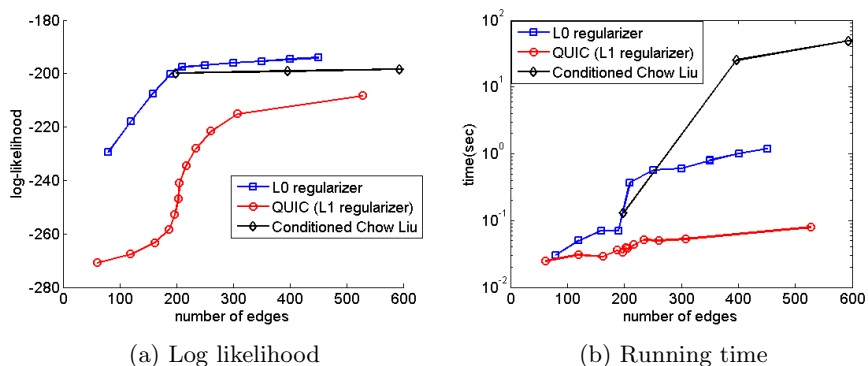 -180
-200
-220
-240
-260
-280
log-likelihood
L0 regularizer
QUIC (L1 regularizer)
Conditioned Chow Liu
0 100 200 300 400 500 600
number of edges
(a) Log likelihood
10^2
10^1
10^0
10^-1
10^-2
time(sec)
L0 regularizer
QUIC (L1 regularizer)
Conditioned Chow Liu
0 100 200 300 400 500 600
number of edges
(b) Running time